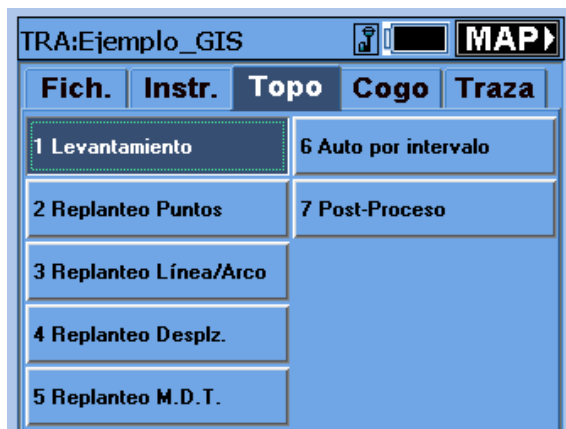 TRA:Ejemplo_GIS MAP
Fich. Instr. Topo Cogo Traza
1 Levantamiento
2 Replanteo Puntos
3 Replanteo Línea/Arco
4 Replanteo Desplz.
5 Replanteo M.D.T.
6 Auto por intervalo
7 Post-Proceso